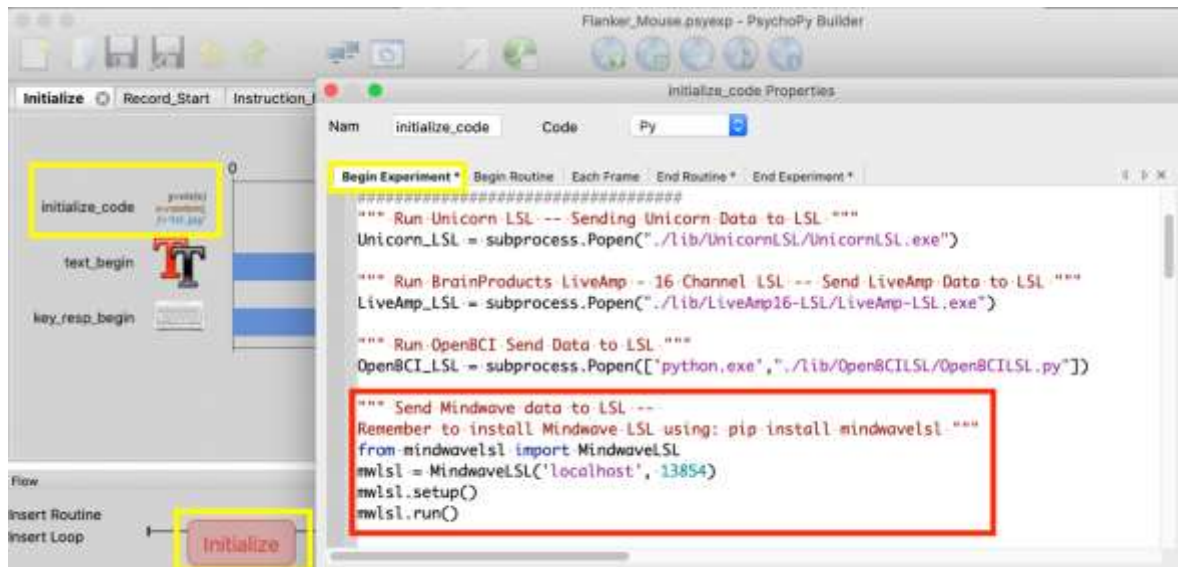 Flanker_Mouse.psyexp - PsychoPy Builder
Initialize
Record_Start
initialize_code Properties
Nam
initialize_code
Code
Py
0
initialize_code
Begin Experiment *
Begin Routine
Each Frame
End Routine *
End Experiment *
####################################
""" Run Unicorn LSL -- Sending Unicorn Data to LSL """
Unicorn_LSL = subprocess.Popen("./lib/UnicornLSL/UnicornLSL.exe")
text_begin
""" Run BrainProducts LiveAmp - 16 Channel LSL -- Send LiveAmp Data to LSL """
LiveAmp_LSL = subprocess.Popen("./lib/LiveAmp16-LSL/LiveAmp-LSL.exe")
key_resp_begin
""" Run OpenBCI Send Data to LSL """
OpenBCI_LSL = subprocess.Popen(["python.exe","./lib/OpenBCILSL/OpenBCILSL.py"])
""" Send Mindwave data to LSL --
Remember to install Mindwave LSL using: pip install mindwavelsl """
from mindwavelsl import MindwaveLSL
mwlsl = MindwaveLSL('localhost', 13854)
mwlsl.setup()
mwlsl.run()
Flow
Insert Routine
Insert Loop
Initialize